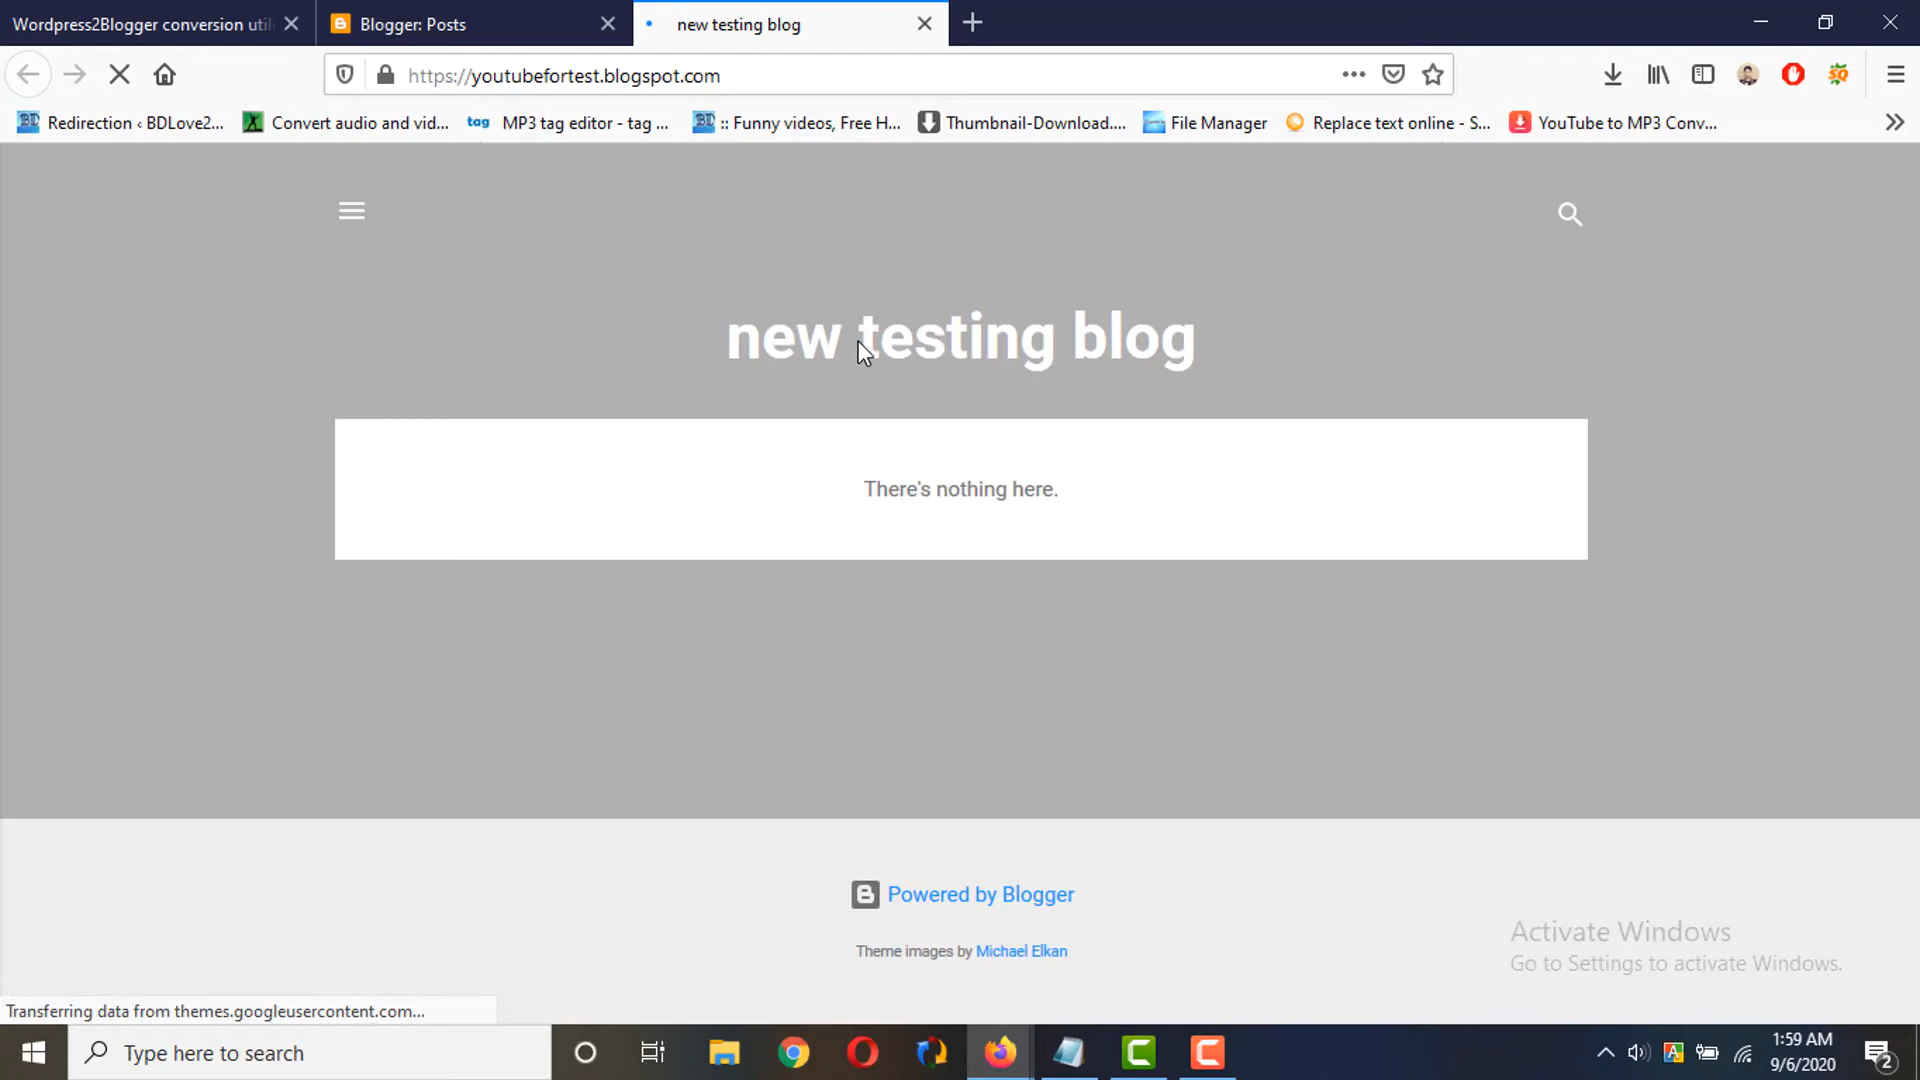 Wordpress2Blogger conversion util
Blogger: Posts
new testing blog
https://youtubefortest.blogspot.com
Redirection ‹ BDLove2...
Convert audio and vid...
tag
MP3 tag editor - tag ...
BD
:: Funny videos, Free H...
Thumbnail-Download....
File Manager
Replace text online - S...
YouTube to MP3 Conv...
new testing blog
There's nothing here.
Powered by Blogger
Theme images by Michael Elkan
Activate Windows
Go to Settings to activate Windows.
Transferring data from themes.googleusercontent.com...
Type here to search
1:59 AM
9/6/2020
2